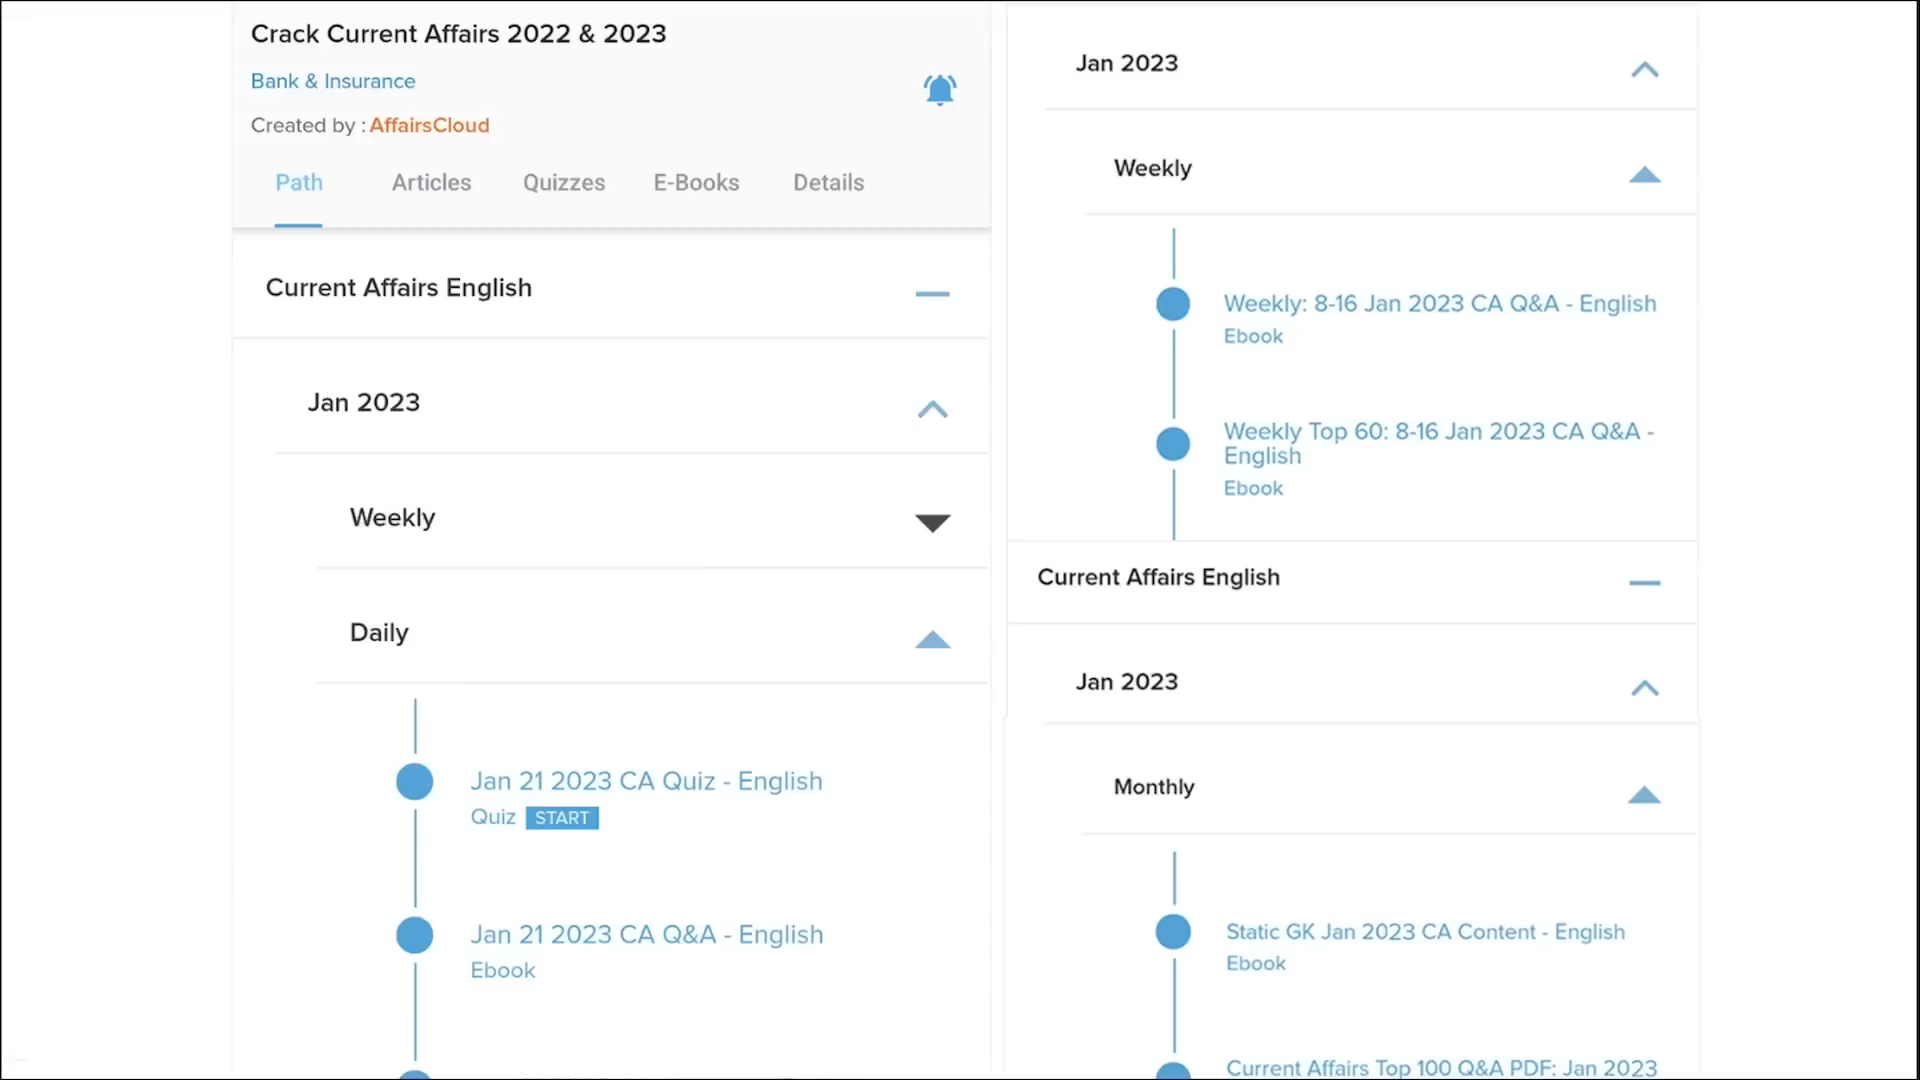 Crack Current Affairs 2022 & 2023
Bank & Insurance
Created by : AffairsCloud
Path Articles Quizzes E-Books Details
Current Affairs English
Jan 2023
Weekly
Daily
Jan 21 2023 CA Quiz - English
Quiz START
Jan 21 2023 CA Q&A - English
Ebook
Jan 2023
Weekly
Weekly: 8-16 Jan 2023 CA Q&A - English
Ebook
Weekly Top 60: 8-16 Jan 2023 CA Q&A -
English
Ebook
Current Affairs English
Jan 2023
Monthly
Static GK Jan 2023 CA Content - English
Ebook
Current Affairs Top 100 Q&A PDF: Jan 2023